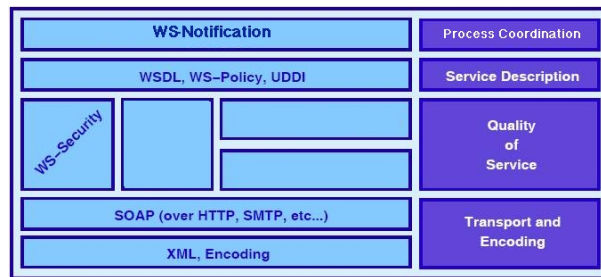 WS-Notification
Process Coordination
WSDL, WS-Policy, UDDI
Service Description
WS-Security
Quality
of
Service
SOAP (over HTTP, SMTP, etc...)
XML, Encoding
Transport and
Encoding